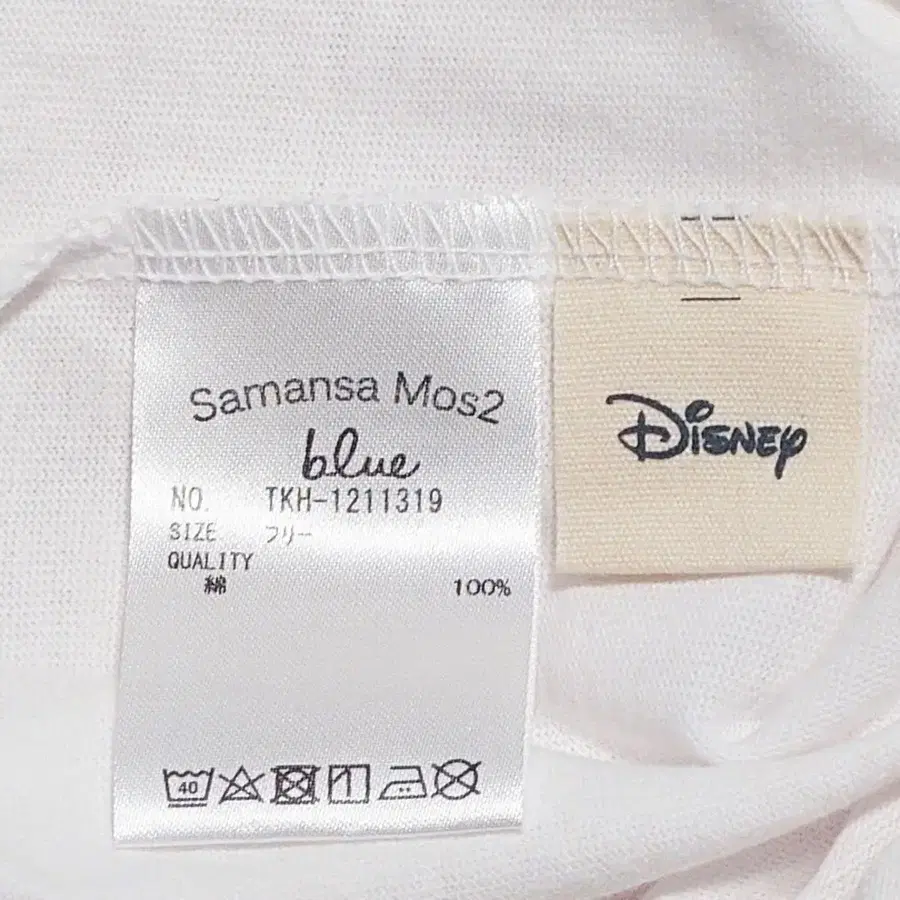 Samansa Mos2
blue
NO. TKH-1211319
SIZE フリー
QUALITY
綿 100%
40
Disney